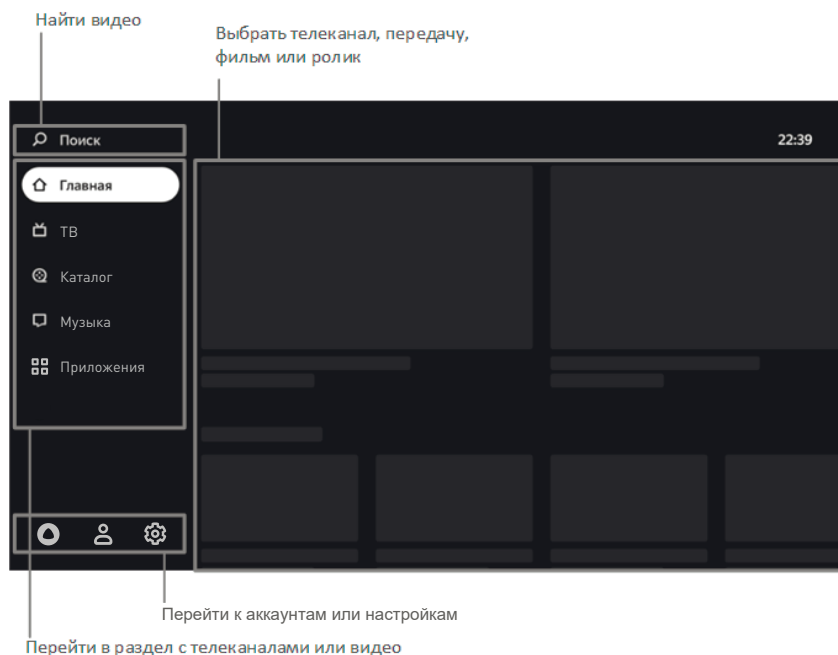 Найти видео
Выбрать телеканал, передачу,
фильм или ролик
Поиск
22:39
Главная
ТВ
Каталог
Музыка
Приложения
Перейти к аккаунтам или настройкам
Перейти в раздел с телеканалами или видео